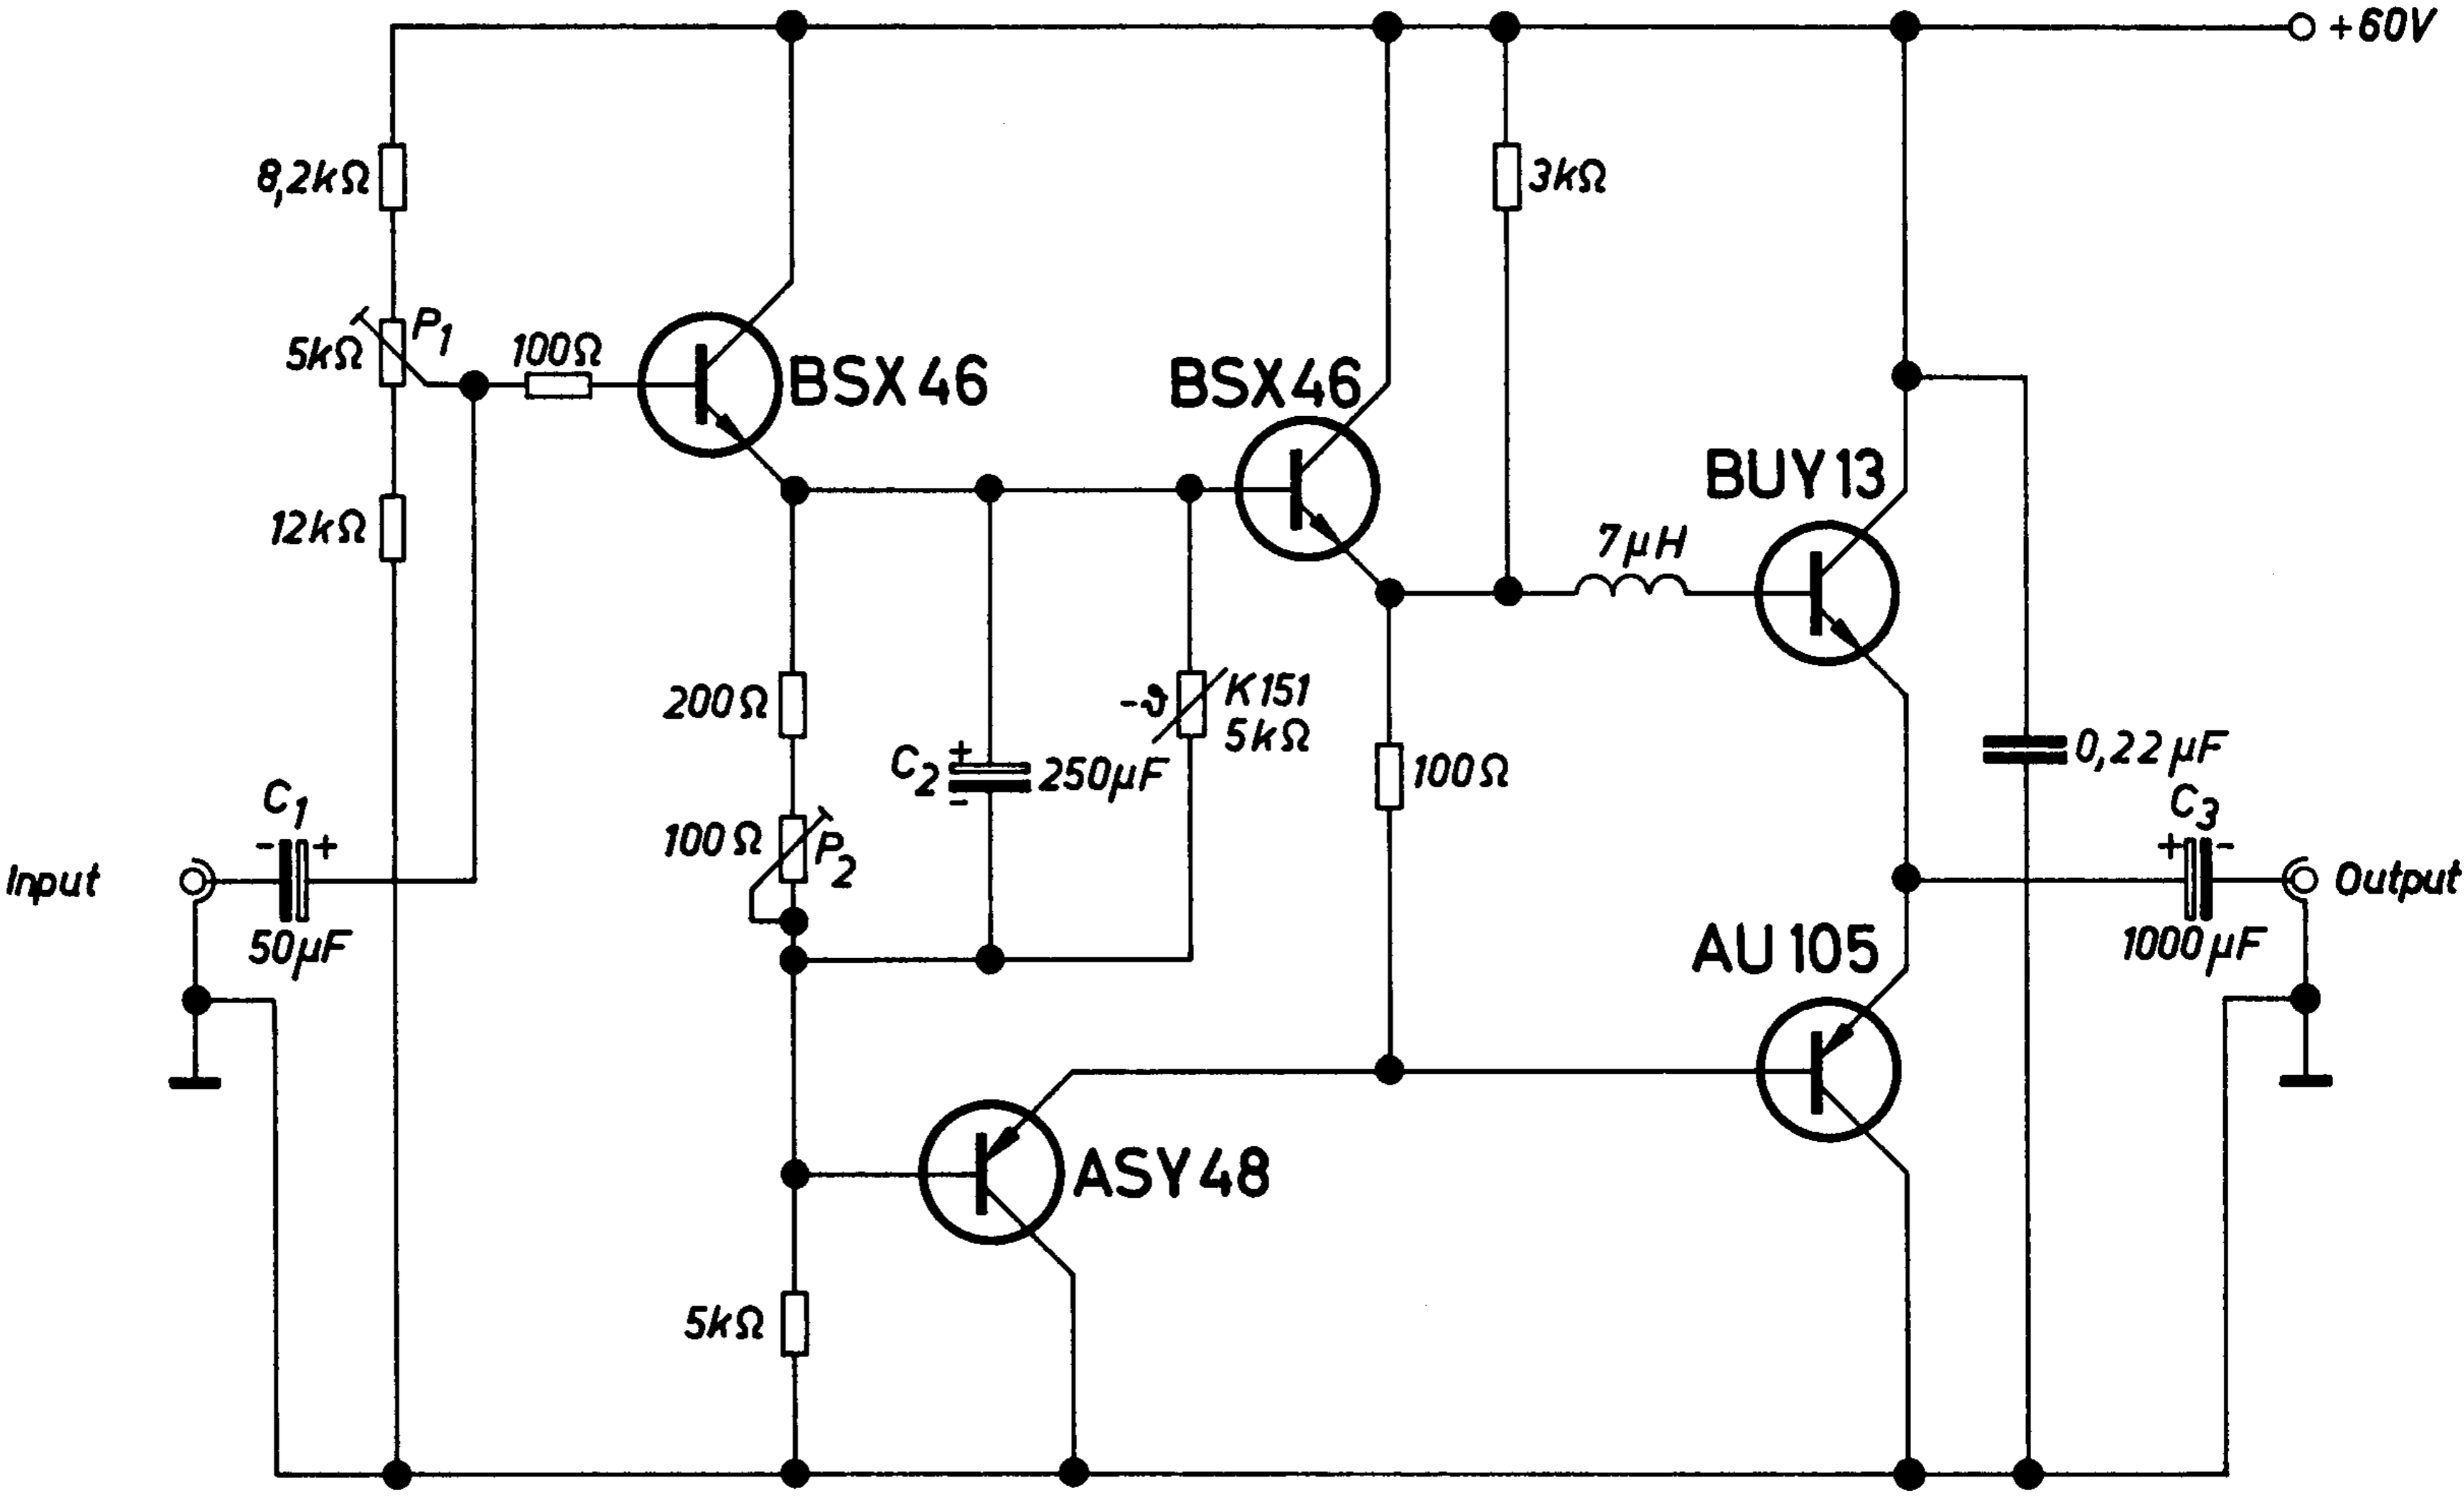 +60V
8,2kΩ
3kΩ
P1
5kΩ
100Ω
BSX46
BSX46
BUY13
12kΩ
7µH
200Ω
-ϑ
K151
5kΩ
C2
+
-
250µF
100Ω
0,22µF
C1
-
+
50µF
100Ω
P2
C3
+
-
1000µF
Input
Output
AU105
ASY48
5kΩ